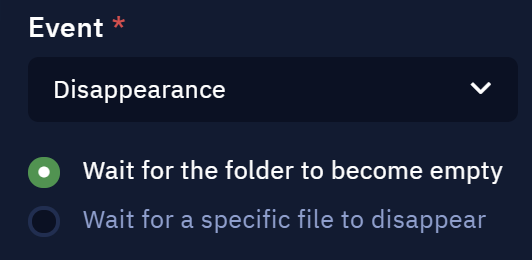 Event *
Disappearance
Wait for the folder to become empty
Wait for a specific file to disappear